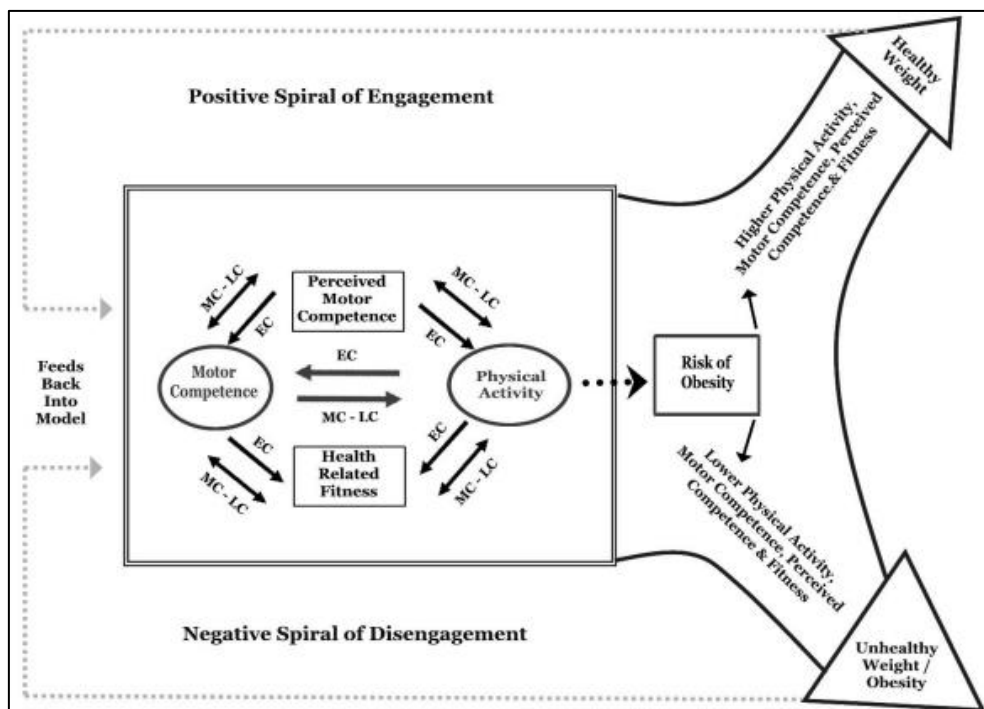 Positive Spiral of Engagement
Healthy
Weight
Higher Physical Activity,
Motor Competence, Perceived
Competence.& Fitness
MC - LC
EC
Perceived
Motor
Competence
MC - LC
EC
Feeds
Back
Into
Model
Motor
Competence
EC
MC - LC
Physical
Activity
Risk of
Obesity
EC
MC - LC
Health
Related
Fitness
EC
MC - LC
Lower Physical Activity,
Motor Competence, Perceived
Competence & Fitness
Negative Spiral of Disengagement
Unhealthy
Weight /
Obesity